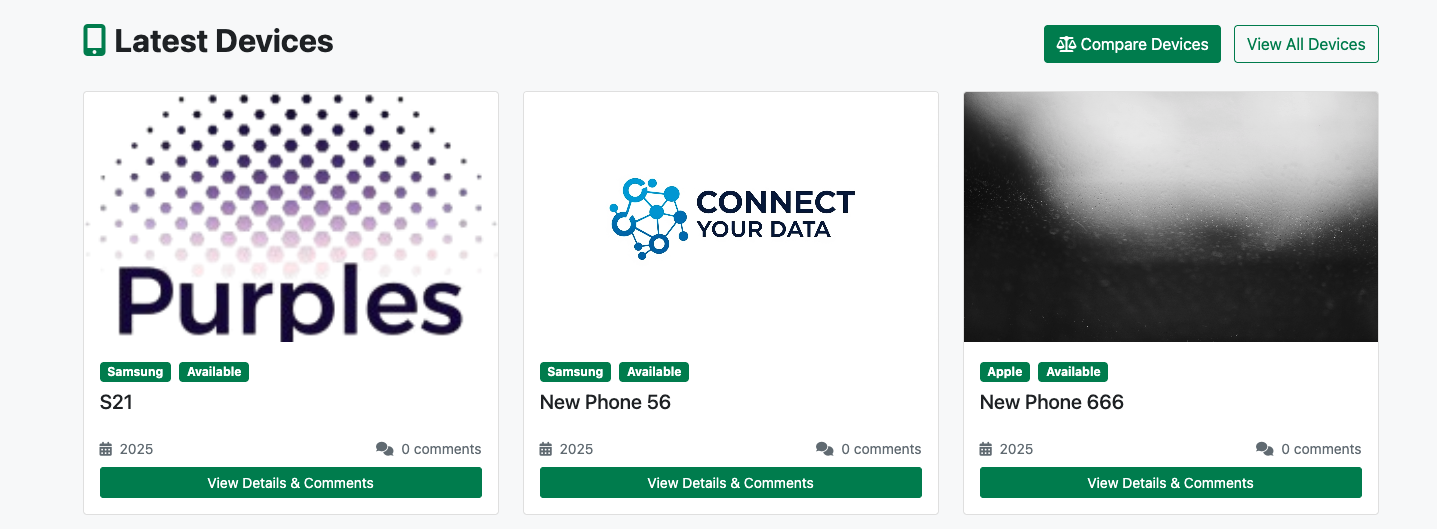 Latest Devices
Compare Devices
View All Devices
Purples
CONNECT
YOUR DATA
Samsung Available
S21
2025 0 comments
View Details & Comments
Samsung Available
New Phone 56
2025 0 comments
View Details & Comments
Apple Available
New Phone 666
2025 0 comments
View Details & Comments